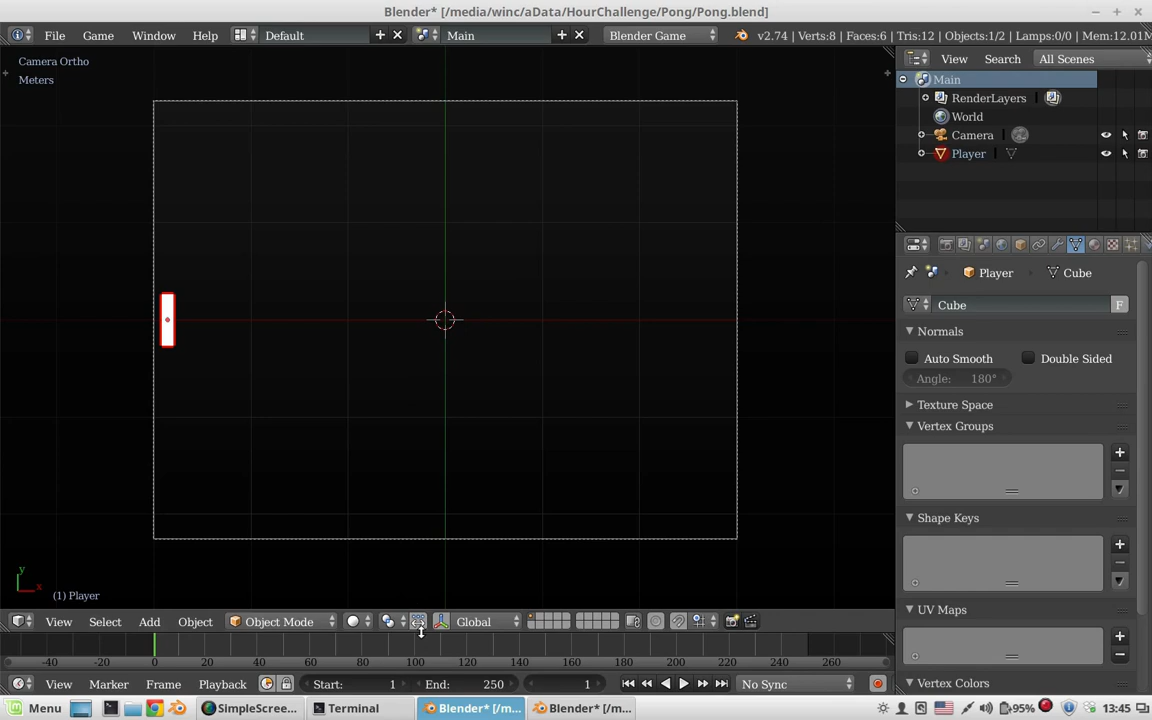 Blender* [/media/winc/aData/HourChallenge/Pong/Pong.blend]
File Game Window Help Default Main Blender Game v2.74 | Verts:8 | Faces:6 | Tris:12 | Objects:1/2 | Lamps:0/0 | Mem:12.01M
Camera Ortho
Meters
View Search All Scenes
Main
RenderLayers
World
Camera
Player
Player Cube
Cube F
Normals
Auto Smooth Double Sided
Angle: 180°
Texture Space
Vertex Groups
Shape Keys
UV Maps
Vertex Colors
y
x
(1) Player
View Select Add Object Object Mode Global
-40 -20 0 20 40 60 80 100 120 140 160 180 200 220 240 260
View Marker Frame Playback Start: 1 End: 250 1 No Sync
Menu SimpleScree... Terminal Blender* [/m... Blender* [/m... 95% 13:45